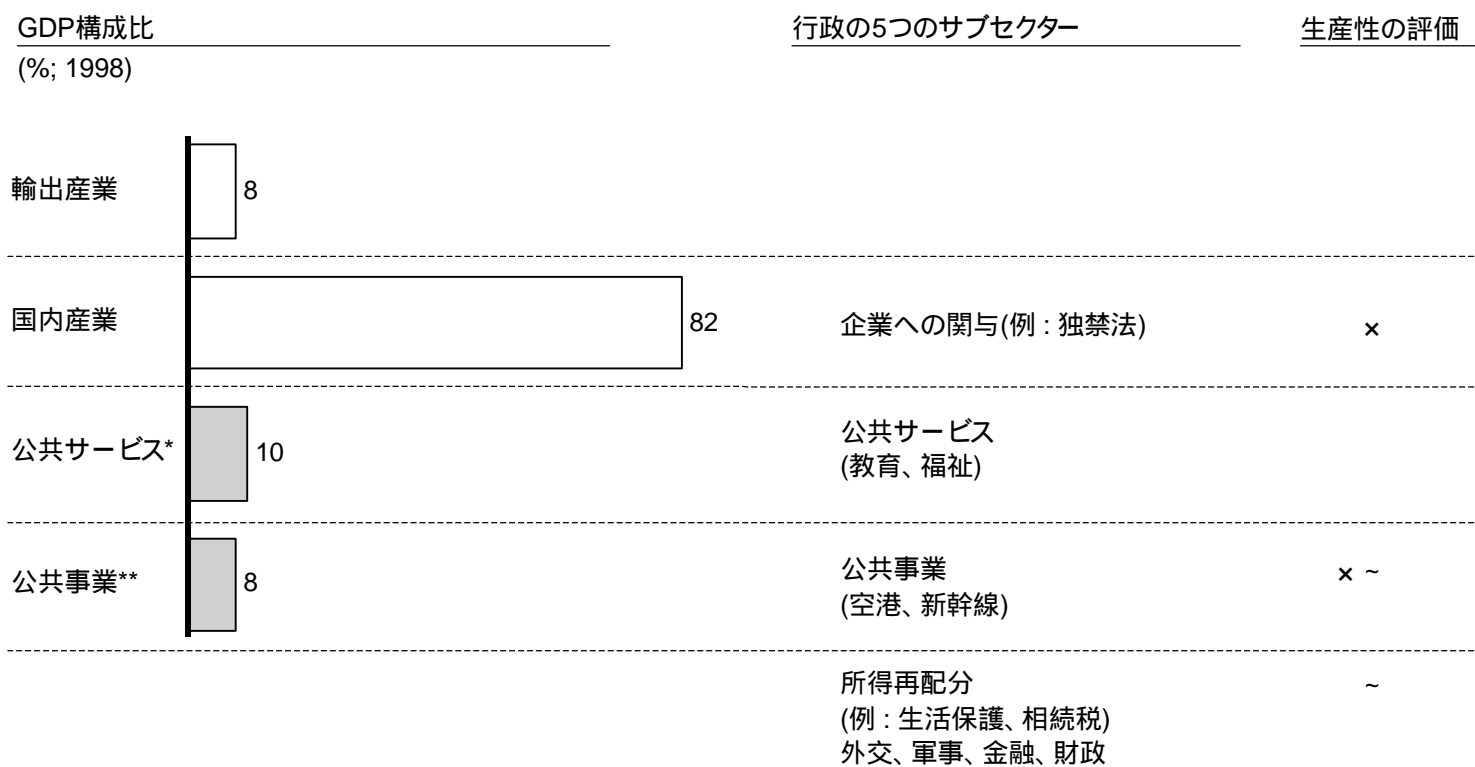 GDP構成比
(%; 1998)
行政の5つのサブセクター
生産性の評価
輸出産業
8
国内産業
82
企業への関与(例 : 独禁法)
×
公共サービス*
10
公共サービス
(教育、福祉)
公共事業**
8
公共事業
(空港、新幹線)
× ~
所得再配分
(例 : 生活保護、相続税)
外交、軍事、金融、財政
~